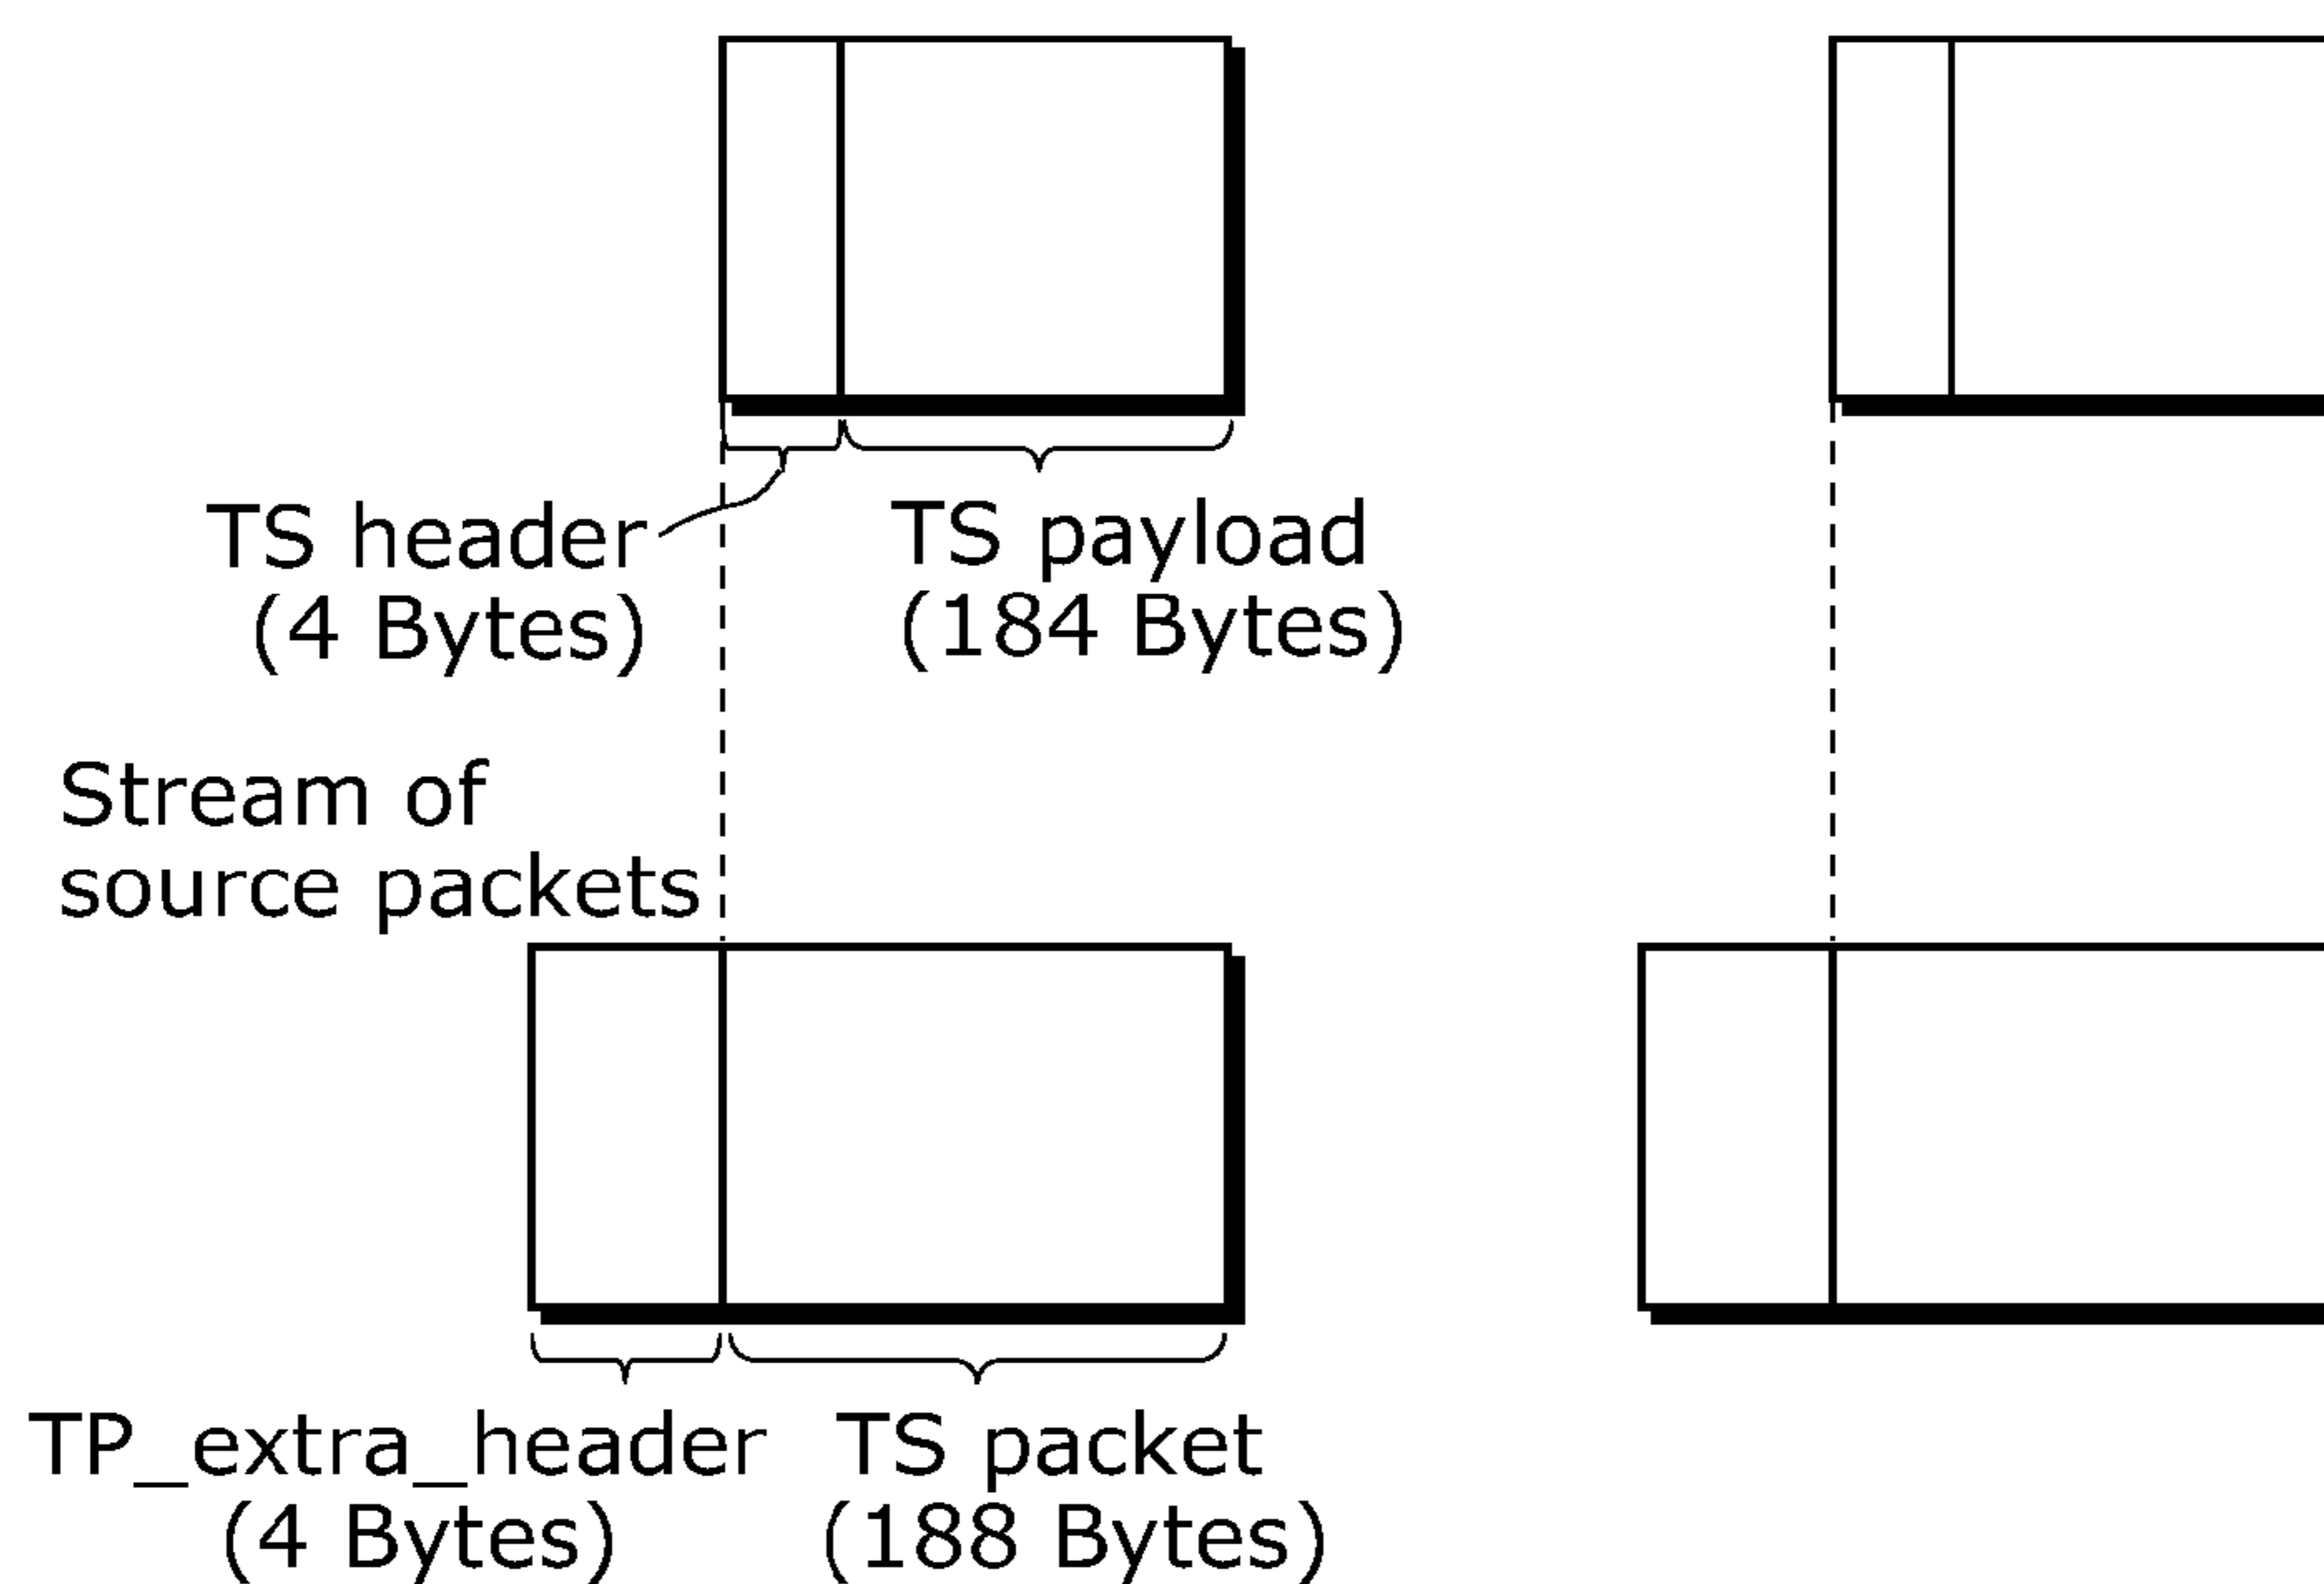 TS header
(4 Bytes)
TS payload
(184 Bytes)
Stream of
source packets
TP_extra_header
(4 Bytes)
TS packet
(188 Bytes)